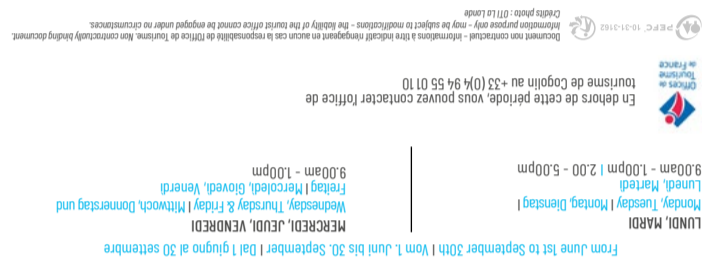 From June 1st to September 30th | Vom 1. Juni bis 30. September | Dal 1 giugno al 30 settembre
LUNDI, MARDI
Monday, Tuesday | Montag, Dienstag |
Lunedi, Martedi
9.00am - 1.00pm | 2.00 - 5.00pm
MERCREDI, JEUDI, VENDREDI
Wednesday, Thursday & Friday | Mittwoch, Donnerstag und
Freitag | Mercoledi, Giovedi, Venerdi
9.00am - 1.00pm
Offices de
Tourisme
de France
En dehors de cette période, vous pouvez contacter l'office de
tourisme de Cogolin au +33 (0)4 94 55 01 10
PEFC 10-31-3162
Document non contractuel - informations à titre indicatif n'engageant en aucun cas la responsabilité de l'Office de Tourisme. Non contractually binding document.
Information purpose only - may be subject to modifications - the liability of the tourist office cannot be engaged under no circumstances.
Crédits photo : OTI La Londe